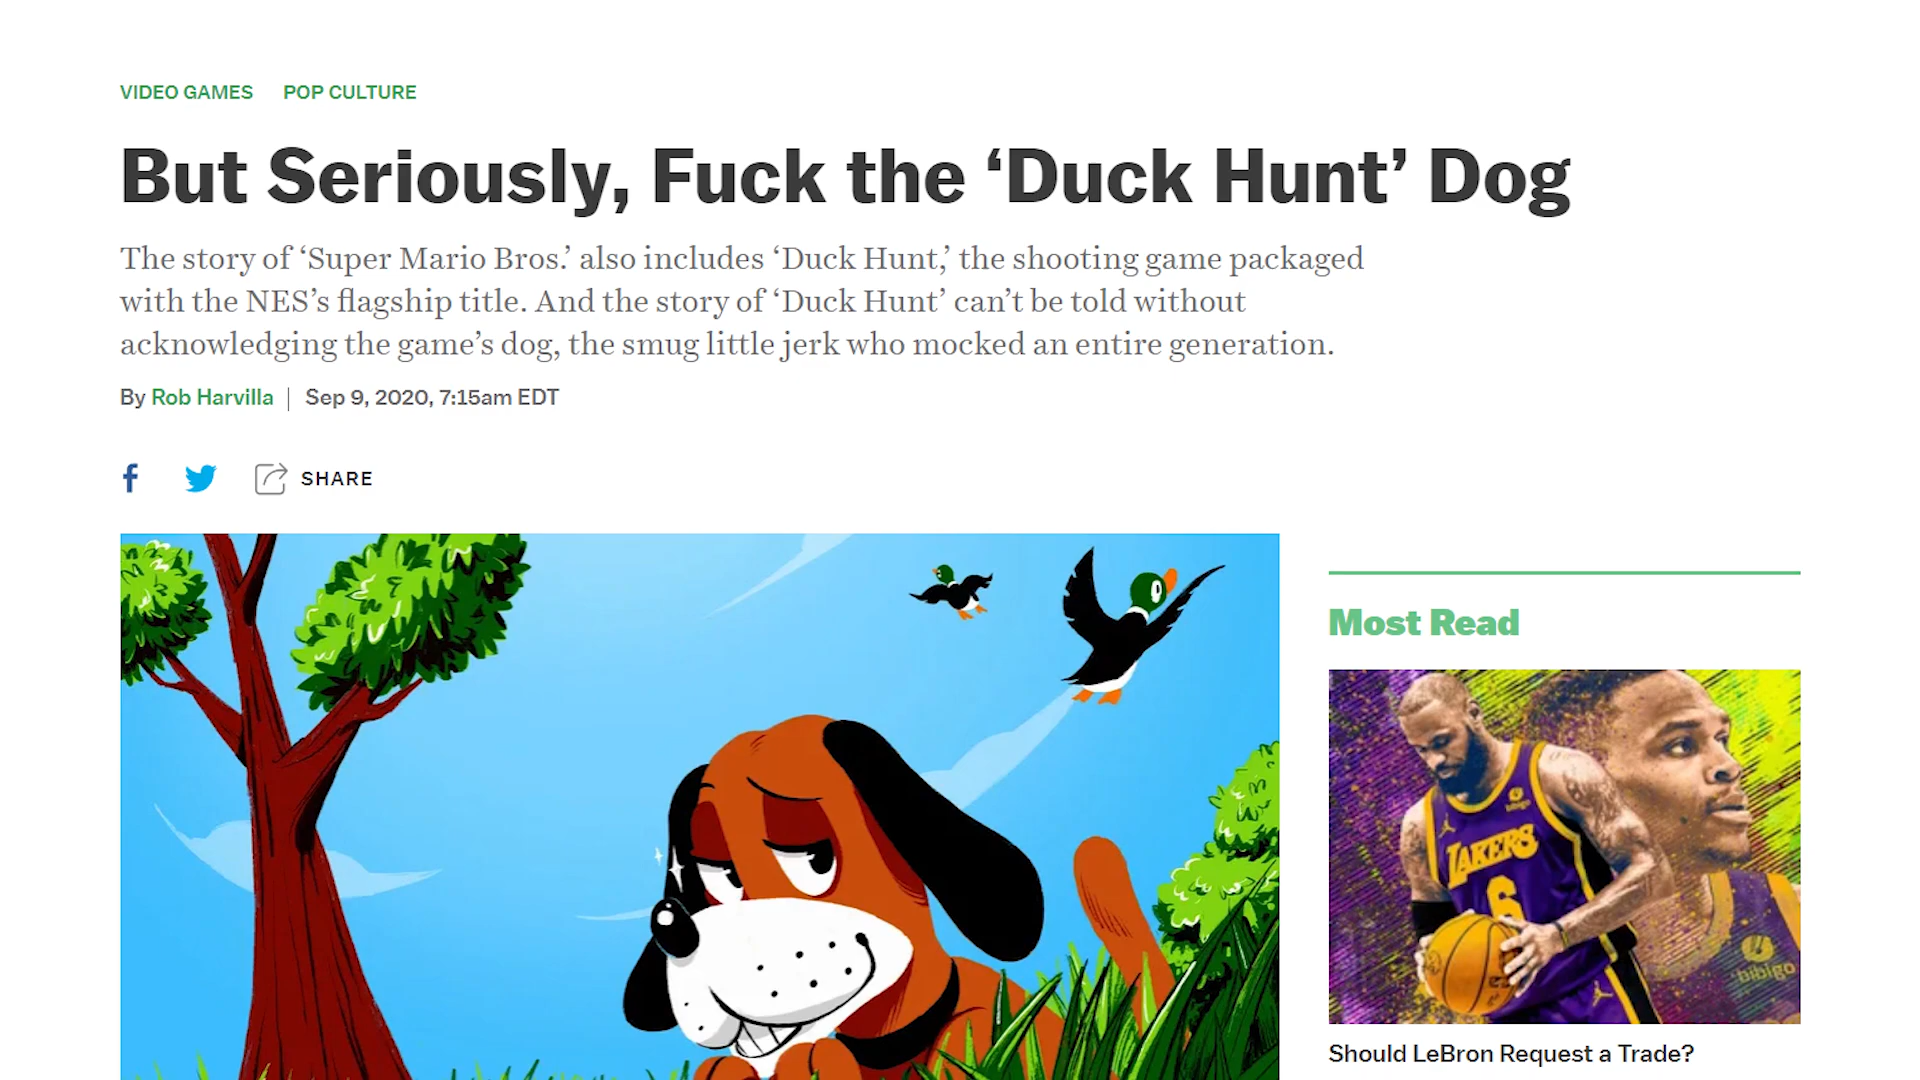 VIDEO GAMES POP CULTURE
But Seriously, Fuck the ‘Duck Hunt’ Dog
The story of ‘Super Mario Bros.’ also includes ‘Duck Hunt,’ the shooting game packaged
with the NES’s flagship title. And the story of ‘Duck Hunt’ can’t be told without
acknowledging the game’s dog, the smug little jerk who mocked an entire generation.
By Rob Harvilla | Sep 9, 2020, 7:15am EDT
SHARE
Most Read
bibigo
LAKERS
6
bibigo
Should LeBron Request a Trade?